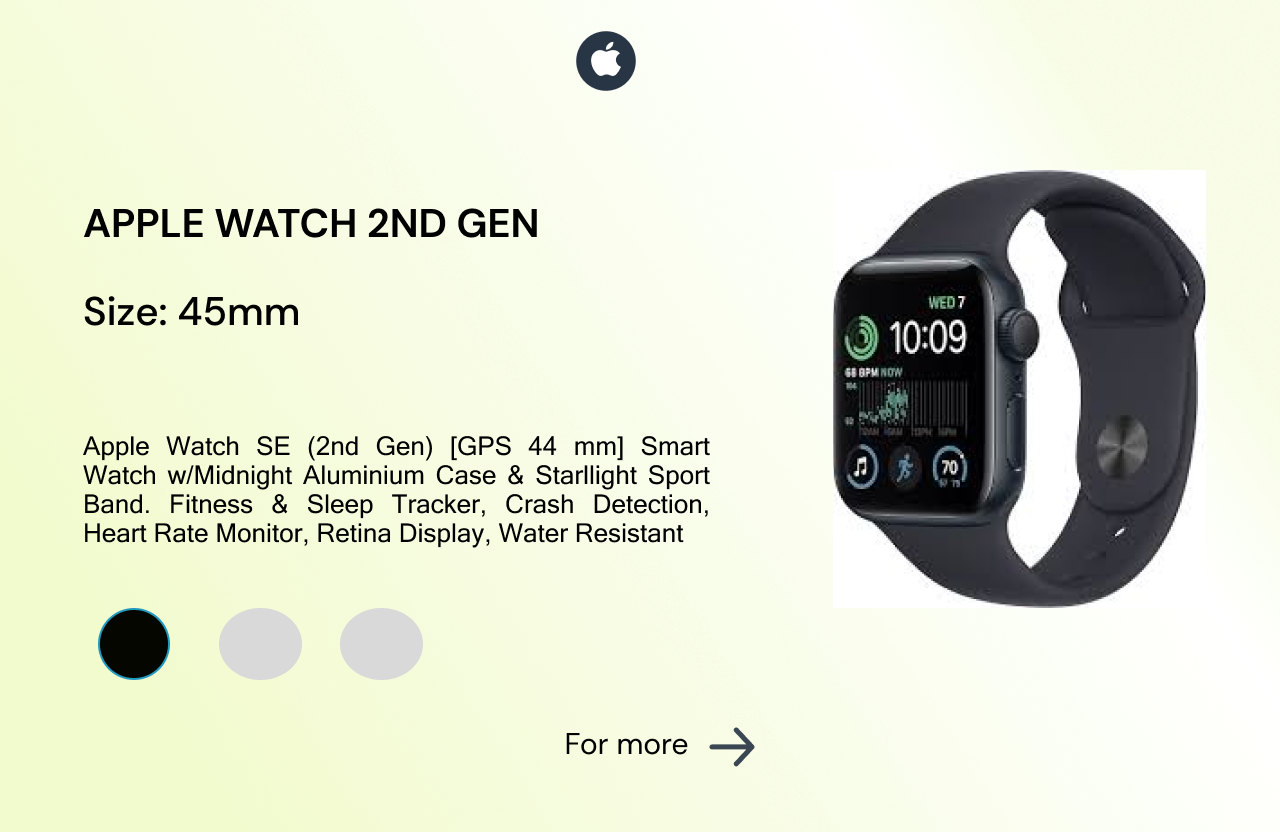 APPLE WATCH 2ND GEN
Size: 45mm
Apple Watch SE (2nd Gen) [GPS 44 mm] Smart
Watch w/Midnight Aluminium Case & Starllight Sport
Band. Fitness & Sleep Tracker, Crash Detection,
Heart Rate Monitor, Retina Display, Water Resistant
For more
WED 7
10:09
68 BPM NOW
70